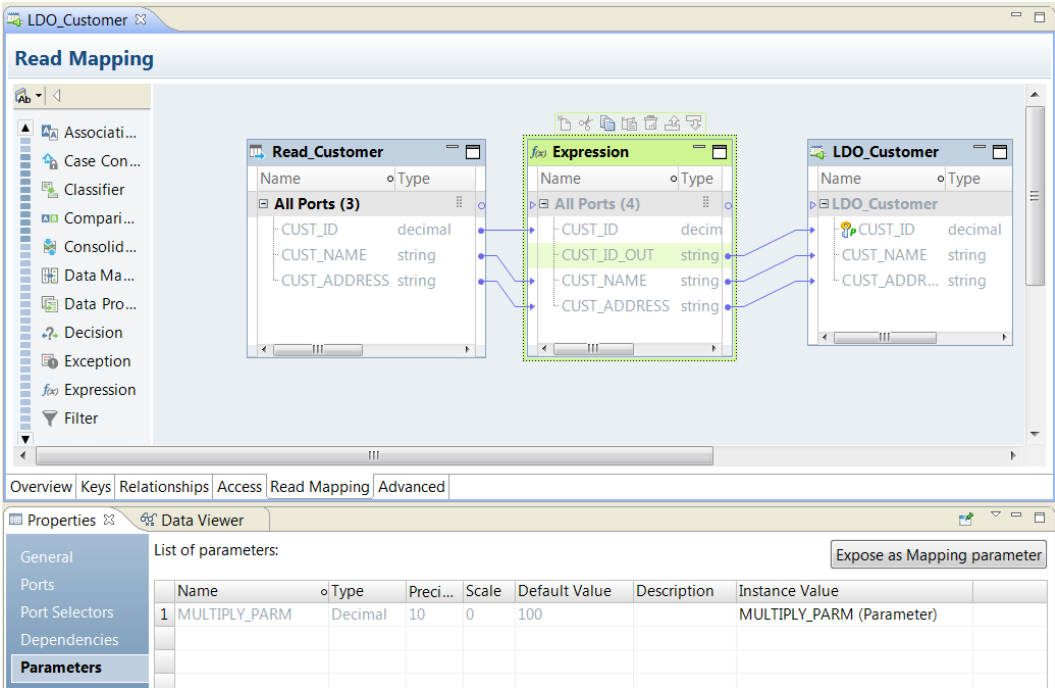 LDO_Customer
Read Mapping
Ab
Associati...
Case Con...
Classifier
Compari...
Consolid...
Data Ma...
Data Pro...
Decision
Exception
f(x) Expression
Filter
Read_Customer
Name Type
All Ports (3)
CUST_ID decimal
CUST_NAME string
CUST_ADDRESS string
f(x) Expression
Name Type
All Ports (4)
CUST_ID decim
CUST_ID_OUT string
CUST_NAME string
CUST_ADDRESS string
LDO_Customer
Name Type
LDO_Customer
CUST_ID decimal
CUST_NAME string
CUST_ADDR... string
Overview Keys Relationships Access Read Mapping Advanced
Properties Data Viewer
General
Ports
Port Selectors
Dependencies
Parameters
List of parameters:
Expose as Mapping parameter
Name Type Preci... Scale Default Value Description Instance Value
1 MULTIPLY_PARM Decimal 10 0 100 MULTIPLY_PARM (Parameter)